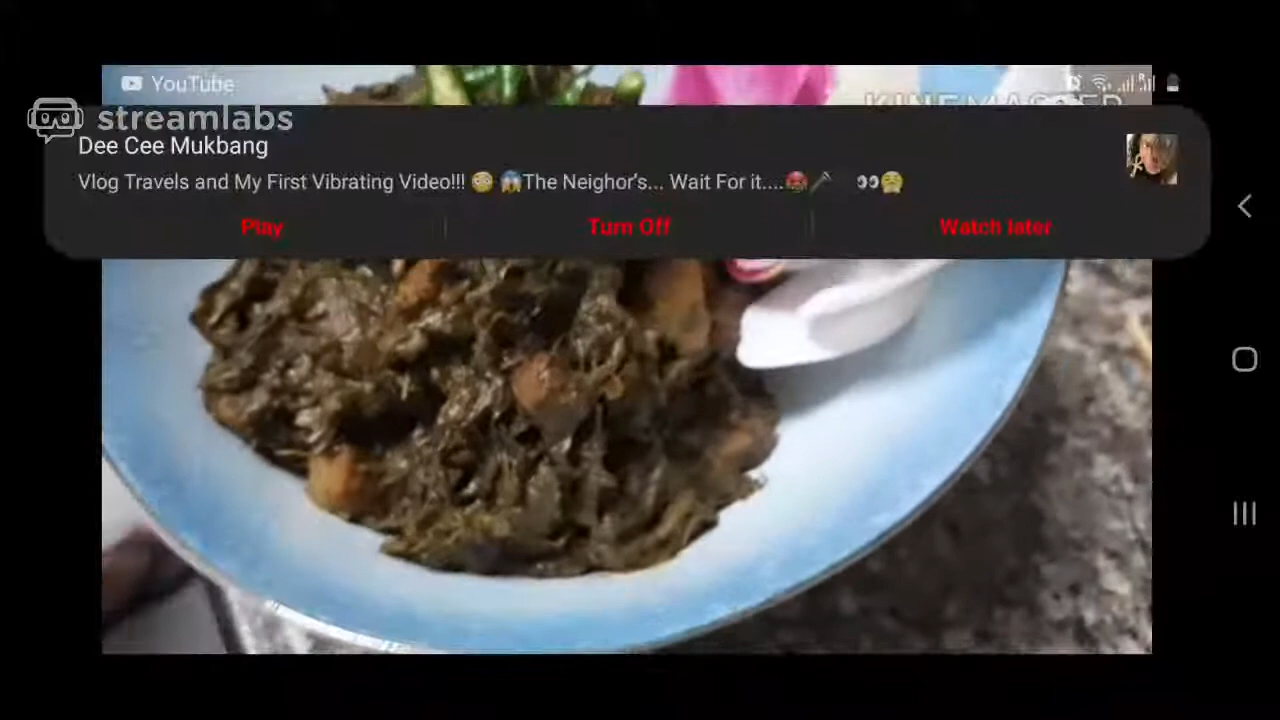 YouTube
KINEMASTER
streamlabs
Dee Cee Mukbang
Vlog Travels and My First Vibrating Video!!! 😳 😱The Neighor's... Wait For it....🤬🦯 👀😤
Play Turn Off Watch later